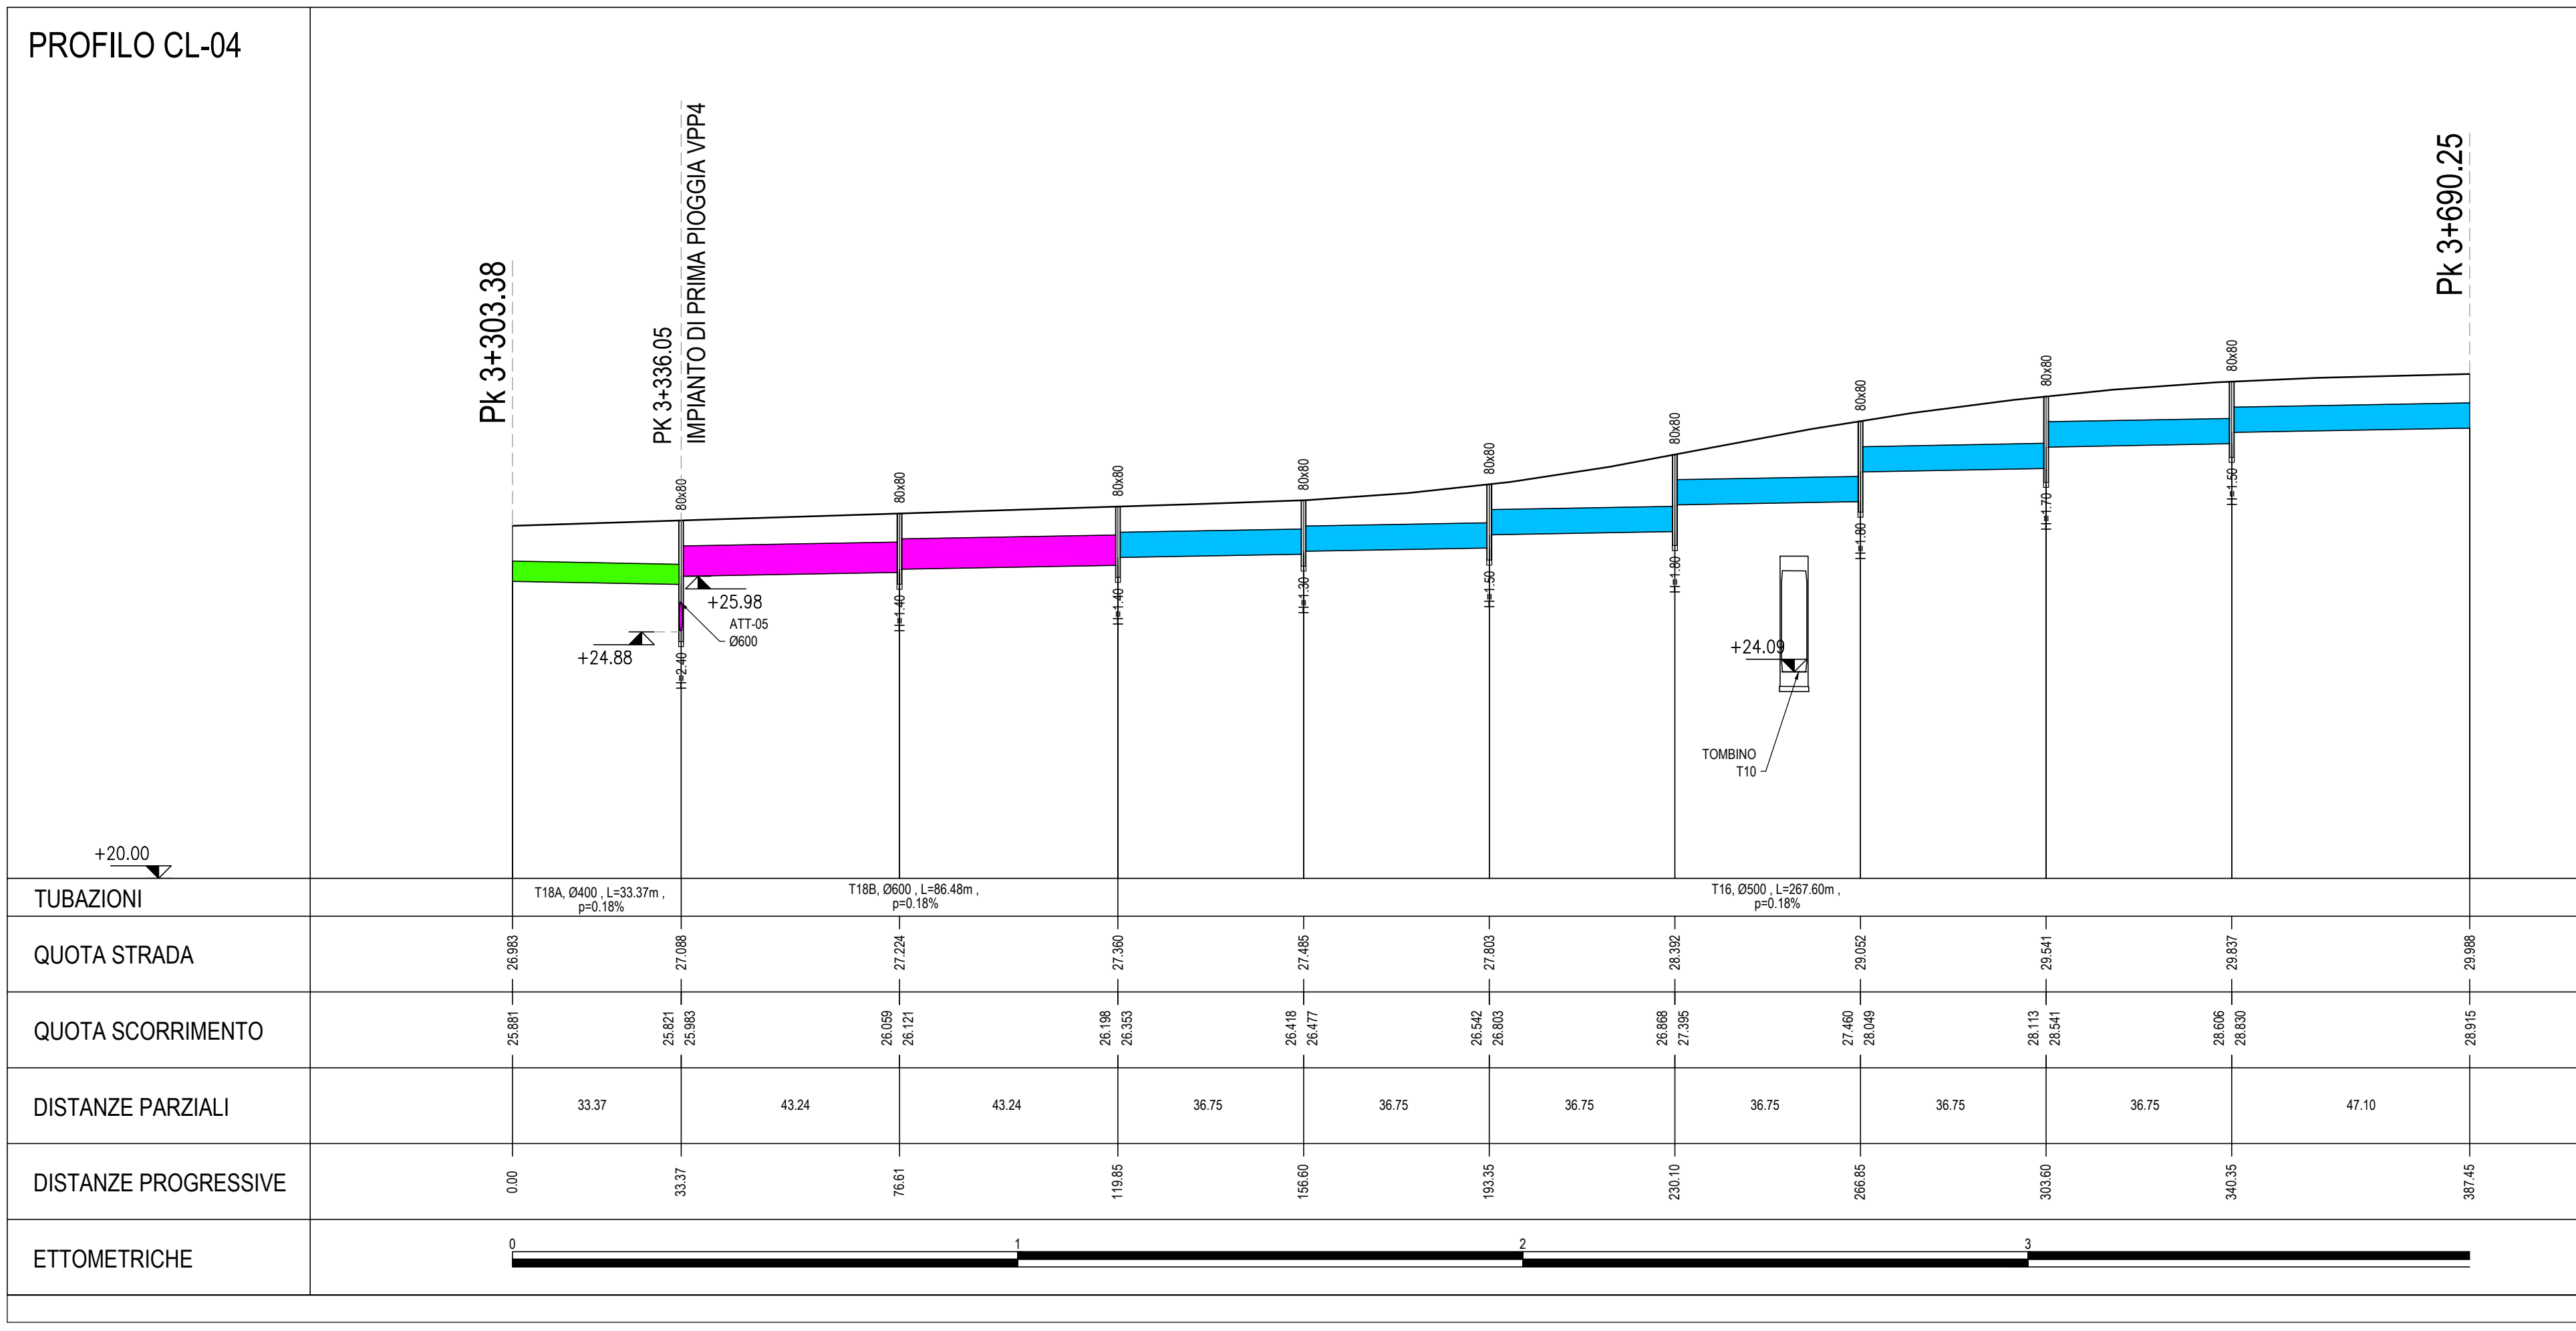 PROFILO CL-04
Pk 3+303.38
PK 3+336.05
IMPIANTO DI PRIMA PIOGGIA VPP4
Pk 3+690.25
80x80
80x80
80x80
80x80
80x80
80x80
80x80
80x80
80x80
+25.98
ATT-05
Ø600
+24.88
H=2.40
H=1.40
H=1.40
H=1.30
H=1.50
H=1.80
H=1.80
H=1.70
H=1.50
+24.09
TOMBINO
T10
+20.00
TUBAZIONI
T18A, Ø400 , L=33.37m ,
p=0.18%
T18B, Ø600 , L=86.48m ,
p=0.18%
T16, Ø500 , L=267.60m ,
p=0.18%
QUOTA STRADA
26.983
27.088
27.224
27.360
27.485
27.803
28.392
29.052
29.541
29.837
29.988
QUOTA SCORRIMENTO
25.881
25.821
25.983
26.059
26.121
26.198
26.353
26.418
26.477
26.542
26.803
26.868
27.395
27.460
28.049
28.113
28.541
28.606
28.830
28.915
DISTANZE PARZIALI
33.37
43.24
43.24
36.75
36.75
36.75
36.75
36.75
36.75
47.10
DISTANZE PROGRESSIVE
0.00
33.37
76.61
119.85
156.60
193.35
230.10
266.85
303.60
340.35
387.45
ETTOMETRICHE
0
1
2
3